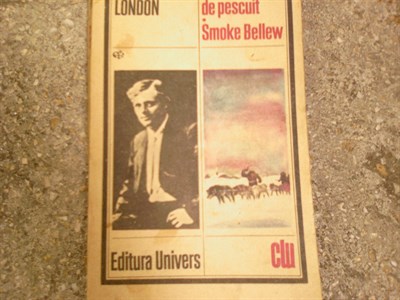 LONDON
de pescuit
• Smoke Bellew
Editura Univers
clu